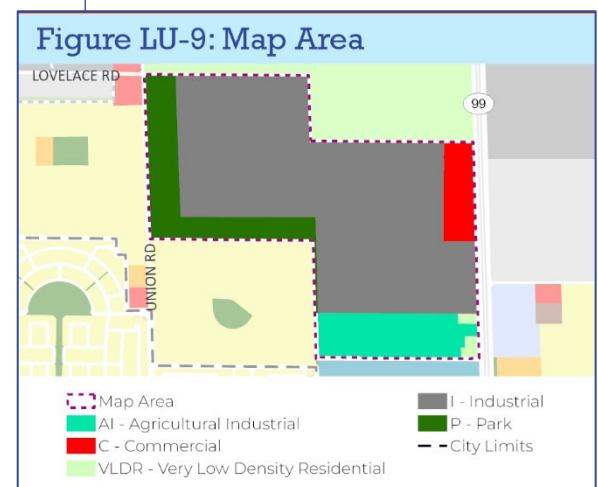 Figure LU-9: Map Area
LOVELACE RD
99
UNION RD
Map Area
I - Industrial
AI - Agricultural Industrial
P - Park
C - Commercial
City Limits
VLDR - Very Low Density Residential